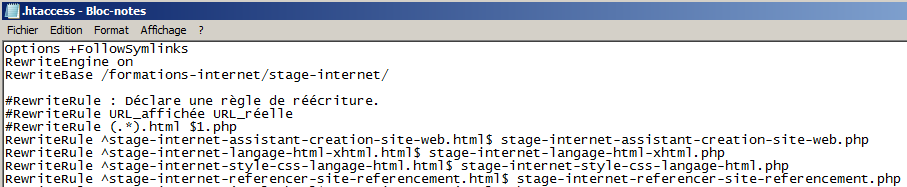 .htaccess - Bloc-notes
Fichier Edition Format Affichage ?
Options +FollowSymlinks
RewriteEngine on
RewriteBase /formations-internet/stage-internet/
#RewriteRule : Déclare une règle de réécriture.
#RewriteRule URL_affichée URL_réelle
#RewriteRule (.*).html $1.php
RewriteRule ^stage-internet-assistant-creation-site-web.html$ stage-internet-assistant-creation-site-web.php
RewriteRule ^stage-internet-langage-html-xhtml.html$ stage-internet-langage-html-xhtml.php
RewriteRule ^stage-internet-style-css-langage-html.html$ stage-internet-style-css-langage-html.php
RewriteRule ^stage-internet-referencer-site-referencement.html$ stage-internet-referencer-site-referencement.php